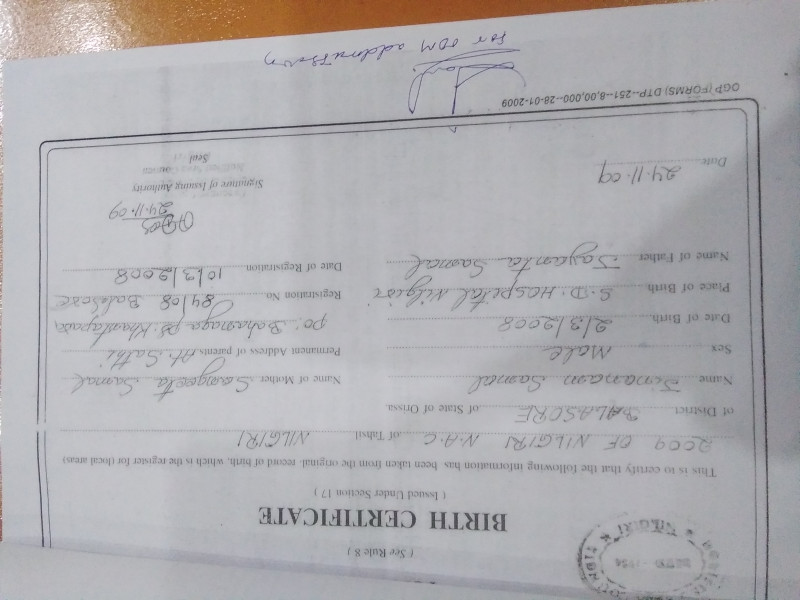 ( See Rule 8 )
BIRTH CERTIFICATE
( Issued Under Section 17 )
This is to certify that the following information has been taken from the original record of birth, which is the register for (local areas)
2009 OF NILGIRI N.A.C of Tahsil NILGIRI
of District BALASORE of State of Orissa
Name Jinanam Samal
Name of Mother Sangeeta Samal
Sex Male
Permanent Address of parents At. Sathi
Date of Birth 2/3/2008
po. Bahanaga ps Khantapara,
Place of Birth S.D. Hospital Nilgiri
Registration No 84/08 Balasore
Name of Father Jayanta Samal
Date of Registration 10/3/2008
24.11.09
Signature of Issuing Authority
Date 24.11.09
Seal
OGP (FORMS) DTP--251--8,00,000--28-01-2009
for ODM addmission